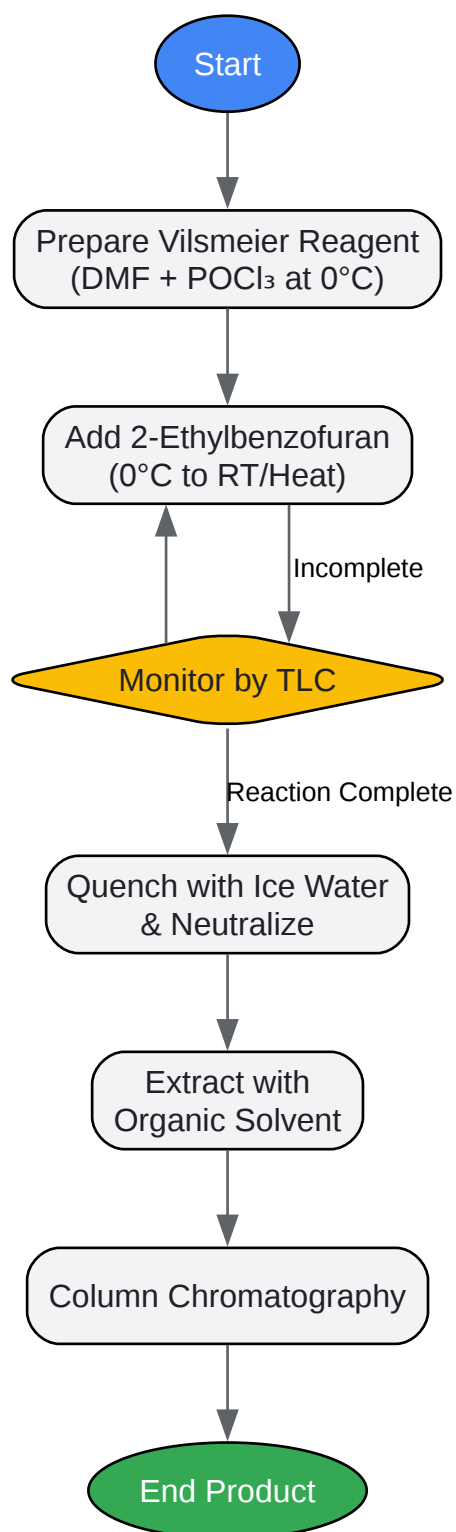 Start
Prepare Vilsmeier Reagent
(DMF + POCl₃ at 0°C)
Add 2-Ethylbenzofuran
(0°C to RT/Heat)
Incomplete
Monitor by TLC
Reaction Complete
Quench with Ice Water
& Neutralize
Extract with
Organic Solvent
Column Chromatography
End Product